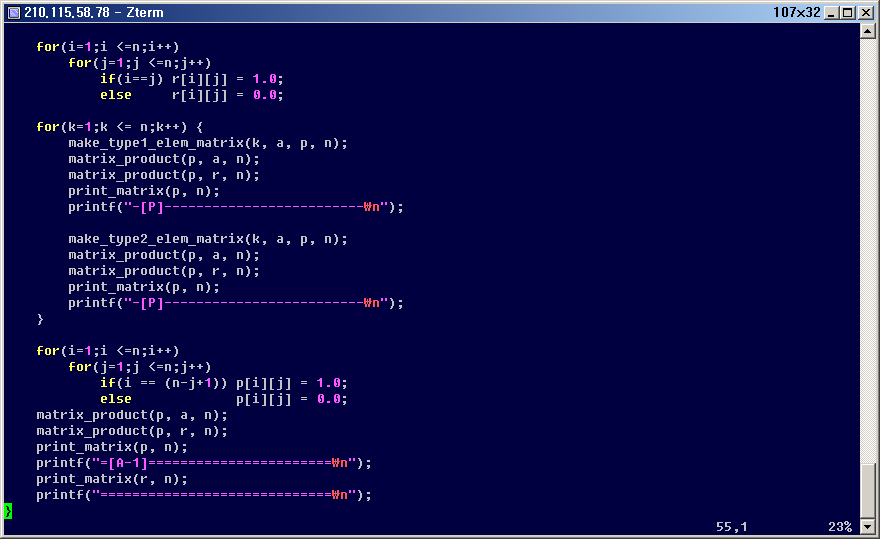 210,115,58,78 - Zterm 107×32
for(i=1;i <=n;i++)
for(j=1;j <=n;j++)
if(i==j) r[i][j] = 1.0;
else     r[i][j] = 0.0;
for(k=1;k <= n;k++) {
make_type1_elem_matrix(k, a, p, n);
matrix_product(p, a, n);
matrix_product(p, r, n);
print_matrix(p, n);
printf("-[P]-------------------------₩n");
make_type2_elem_matrix(k, a, p, n);
matrix_product(p, a, n);
matrix_product(p, r, n);
print_matrix(p, n);
printf("-[P]-------------------------₩n");
}
for(i=1;i <=n;i++)
for(j=1;j <=n;j++)
if(i == (n-j+1)) p[i][j] = 1.0;
else             p[i][j] = 0.0;
matrix_product(p, a, n);
matrix_product(p, r, n);
print_matrix(p, n);
printf("=[A-1]=======================₩n");
print_matrix(r, n);
printf("=============================₩n");
}
55,1 23%